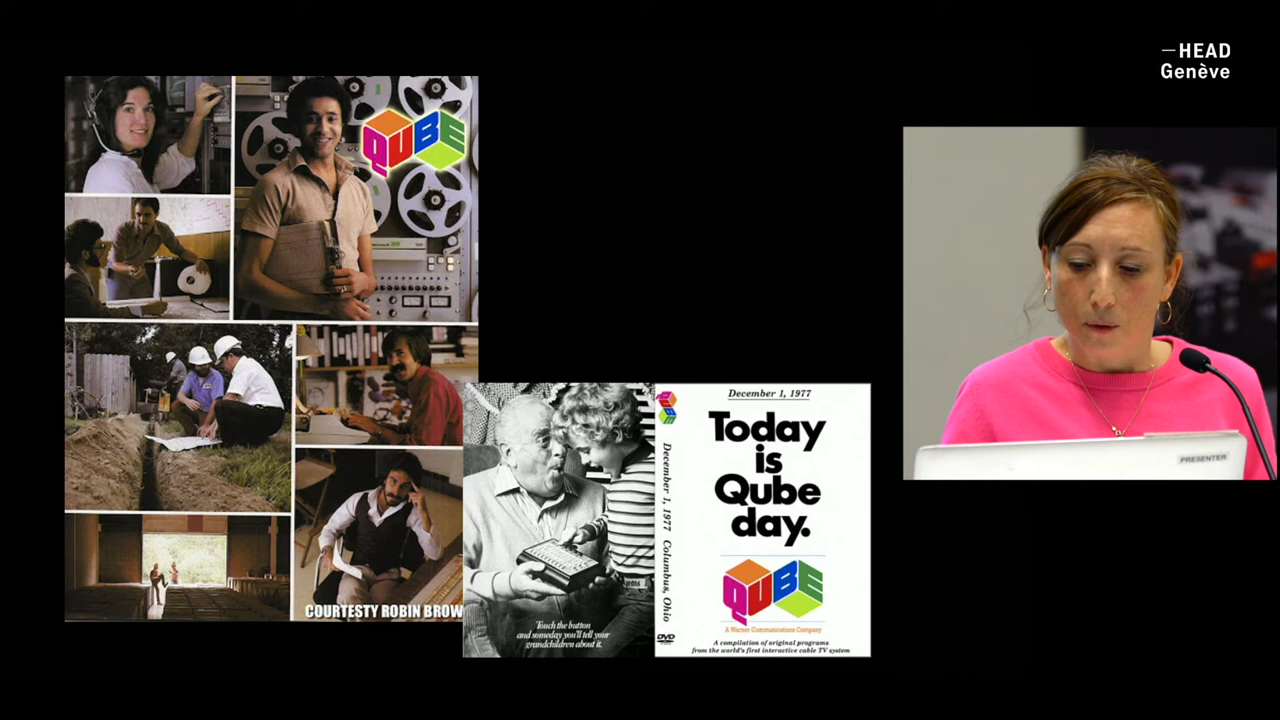 —HEAD
Genève
QUBE
COURTESTY ROBIN BROW
Touch the button
and someday you'll tell your
grandchildren about it.
QUBE
December 1, 1977 Columbus, Ohio
DVD
December 1, 1977
Today
is
Qube
day.
QUBE
A Warner Communications Company
A compilation of original programs
from the world's first interactive cable TV system
PRESENTER